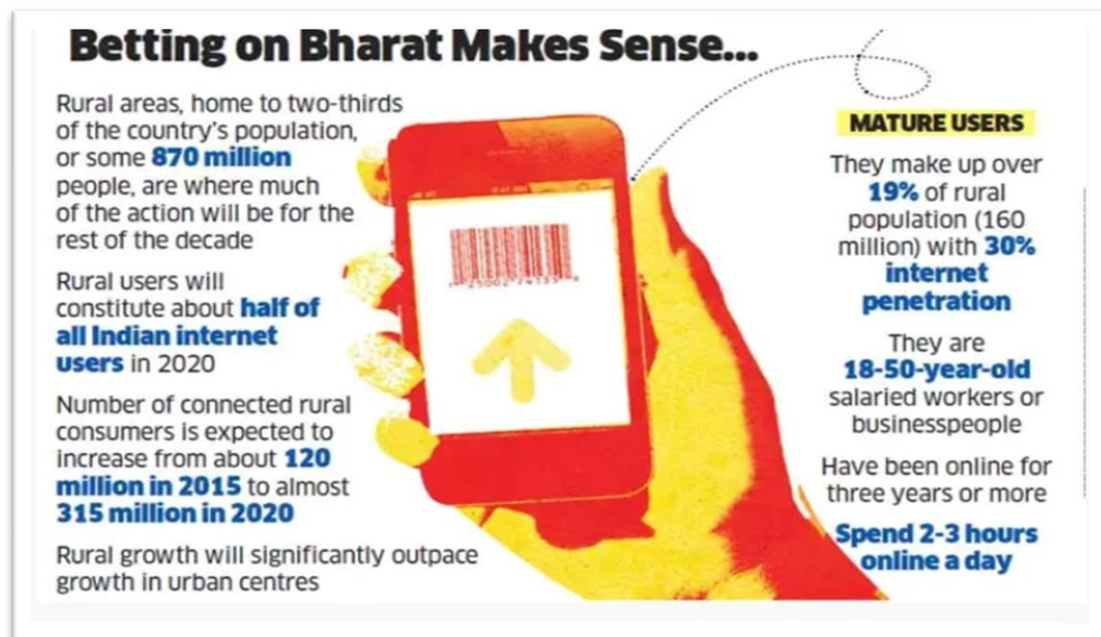 Betting on Bharat Makes Sense...
Rural areas, home to two-thirds
of the country's population,
or some 870 million
people, are where much
of the action will be for the
rest of the decade
Rural users will
constitute about half of
all Indian internet
users in 2020
Number of connected rural
consumers is expected to
increase from about 120
million in 2015 to almost
315 million in 2020
Rural growth will significantly outpace
growth in urban centres
MATURE USERS
They make up over
19% of rural
population (160
million) with 30%
internet
penetration
They are
18-50-year-old
salaried workers or
businesspeople
Have been online for
three years or more
Spend 2-3 hours
online a day